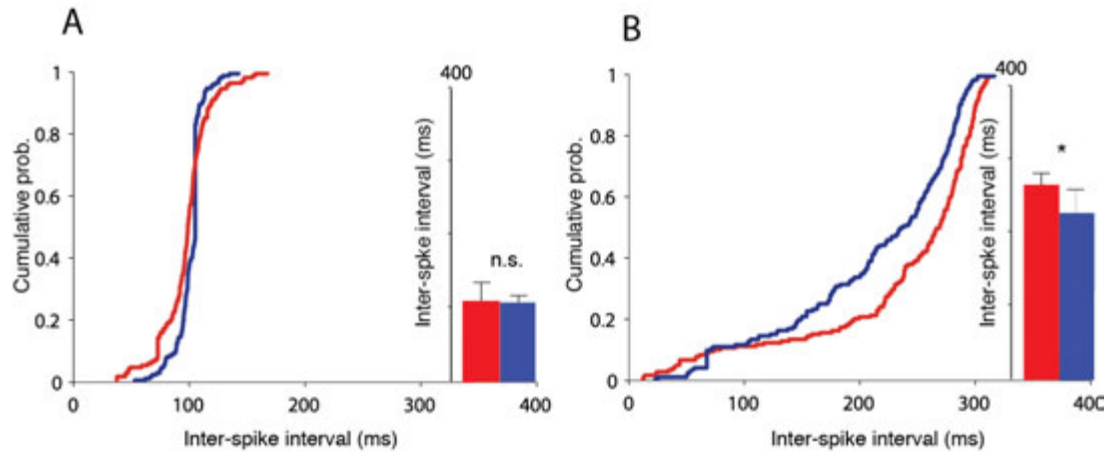 A
B
400
400
1
0.8
0.6
0.4
0.2
0
Cumulative prob.
Inter-spke interval (ms)
n.s.
0
100
200
300
400
Inter-spike interval (ms)
1
0.8
0.6
0.4
0.2
0
Cumulative prob.
Inter-spke interval (ms)
*
0
100
200
300
400
Inter-spike interval (ms)